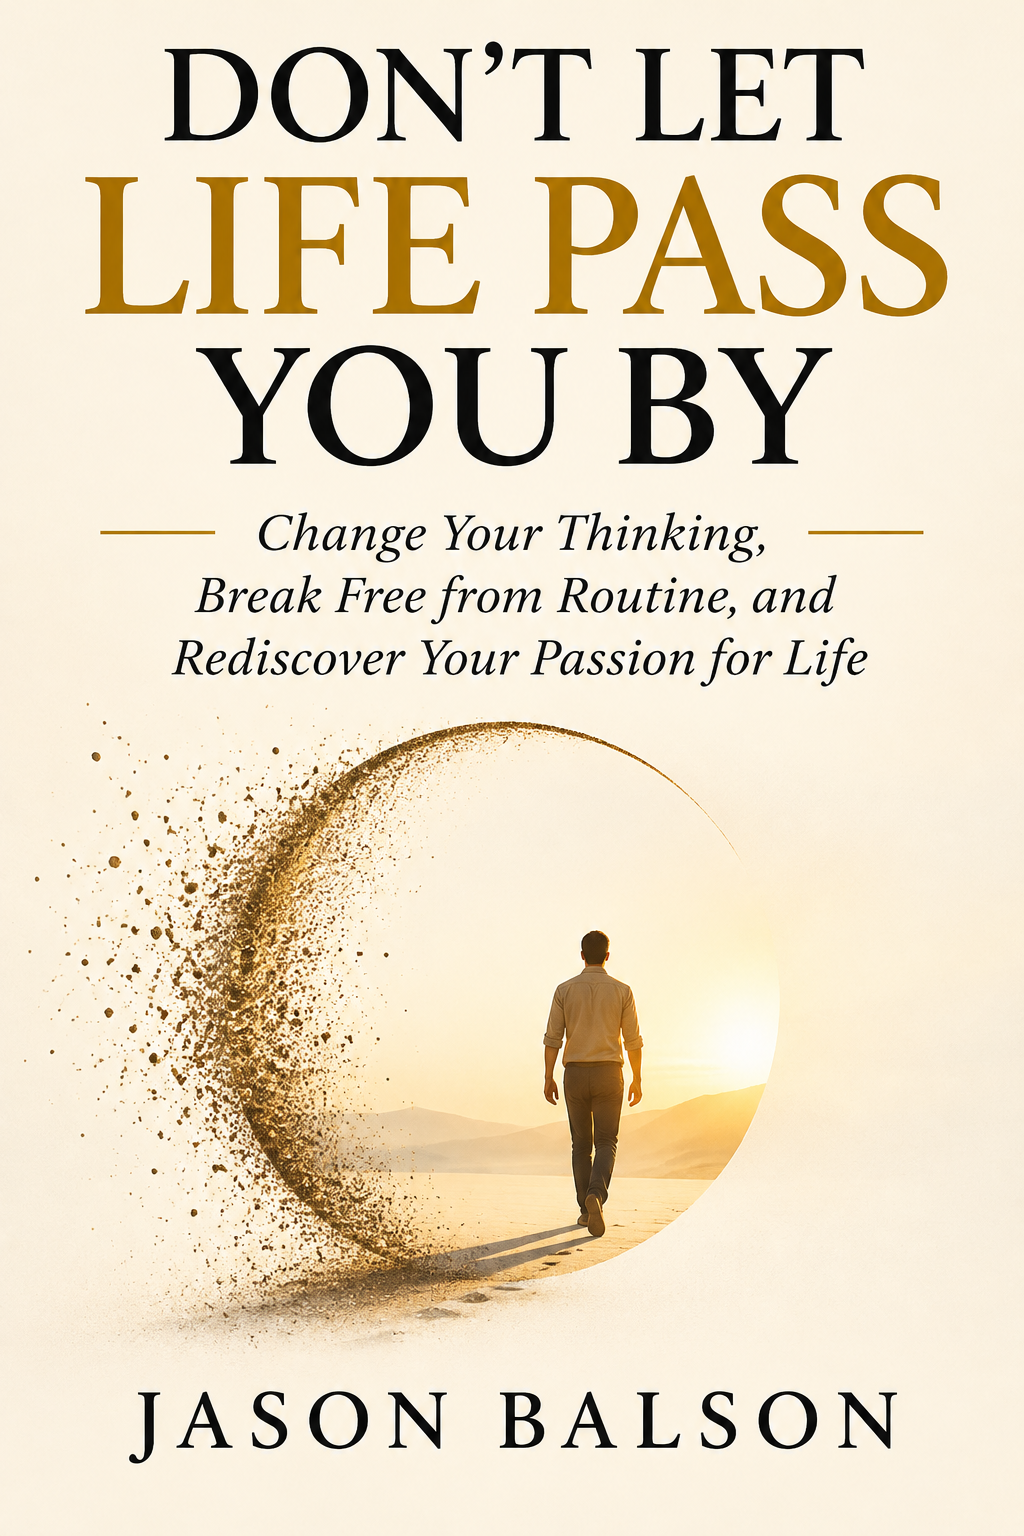 DON’T LET
LIFE PASS
YOU BY
Change Your Thinking,
Break Free from Routine, and
Rediscover Your Passion for Life
JASON BALSON